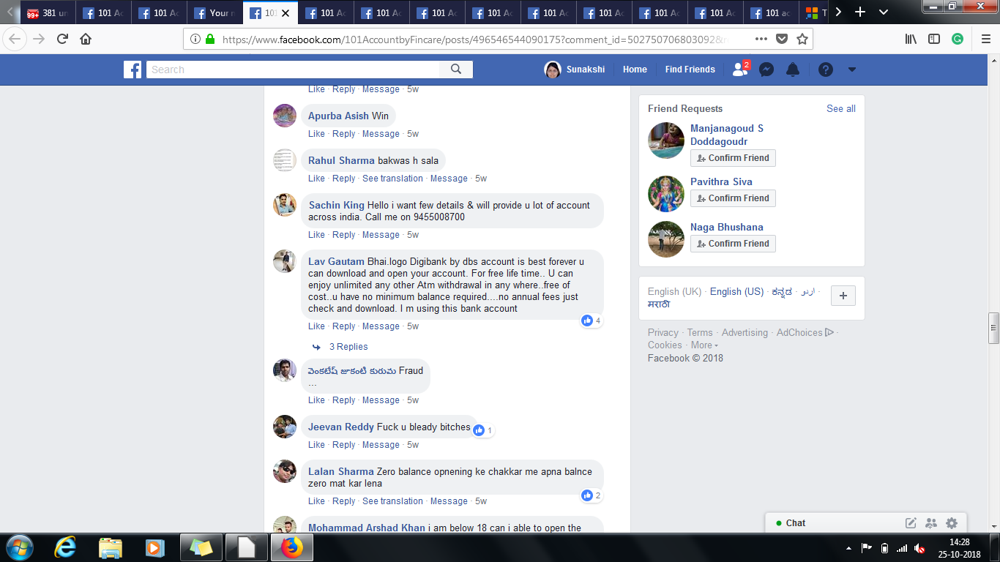 381 un
101 Ac
101 Ac
Your n
101
101 Ac
101 Ac
101 Ac
101 Ac
101 Ac
101 Ac
101 Ac
101 Ac
101 ac
T
https://www.facebook.com/101AccountbyFincare/posts/496546544090175?comment_id=502750706803092&
Search
Sunakshi Home Find Friends 2
Like · Reply · Message · 5w
Apurba Asish Win
Like · Reply · Message · 5w
Rahul Sharma bakwas h sala
Like · Reply · See translation · Message · 5w
Sachin King Hello i want few details & will provide u lot of account
across india. Call me on 9455008700
Like · Reply · Message · 5w
Lav Gautam Bhai.logo Digibank by dbs account is best forever u
can download and open your account. For free life time.. U can
enjoy unlimited any other Atm withdrawal in any where..free of
cost..u have no minimum balance required....no annual fees just
check and download. I m using this bank account
4
Like · Reply · Message · 5w
3 Replies
వెంకటేష్ జూకంటి కురుమ Fraud
...
Like · Reply · Message · 5w
Jeevan Reddy Fuck u bleady bitches
1
Like · Reply · Message · 5w
Lalan Sharma Zero balance opnening ke chakkar me apna balnce
zero mat kar lena
2
Like · Reply · See translation · Message · 5w
Mohammad Arshad Khan i am below 18 can i able to open the
Friend Requests See all
Manjanagoud S
Doddagoudr
Confirm Friend
Pavithra Siva
Confirm Friend
Naga Bhushana
Confirm Friend
English (UK) · English (US) · ಕನ್ನಡ · اردو ·
मराठी
Privacy · Terms · Advertising · AdChoices ·
Cookies · More
Facebook © 2018
Chat
14:28
25-10-2018